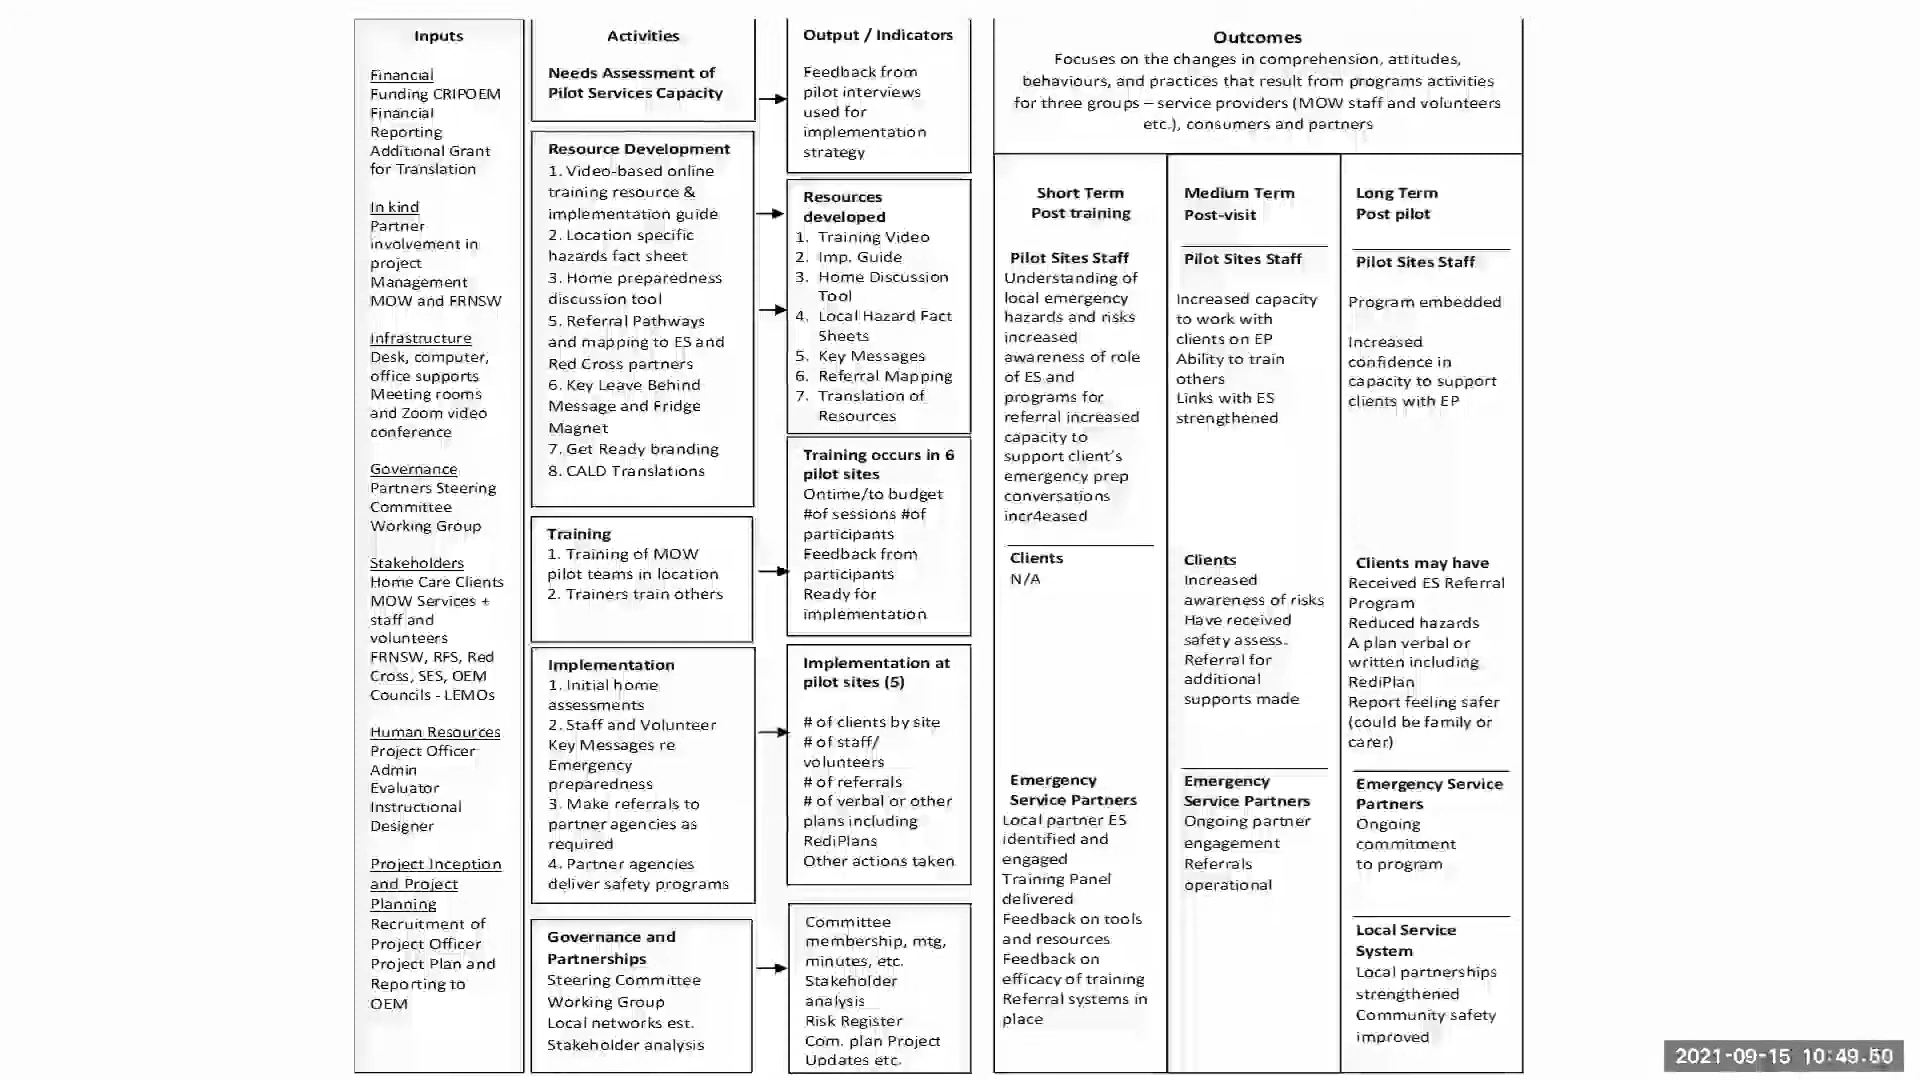 Inputs
Financial
Funding CRIPOEM
Financial
Reporting
Additional Grant
for Translation
In kind
Partner
involvement in
project
Management
MOW and FRNSW
Infrastructure
Desk, computer,
office supports
Meeting rooms
and Zoom video
conference
Governance
Partners Steering
Committee
Working Group
Stakeholders
Home Care Clients
MOW Services +
staff and
volunteers
FRNSW, RFS, Red
Cross, SES, OEM
Councils - LEMOs
Human Resources
Project Officer
Admin
Evaluator
Instructional
Designer
Project Inception
and Project
Planning
Recruitment of
Project Officer
Project Plan and
Reporting to
OEM
Activities
Needs Assessment of
Pilot Services Capacity
Resource Development
1. Video-based online
training resource &
implementation guide
2. Location specific
hazards fact sheet
3. Home preparedness
discussion tool
5. Referral Pathways
and mapping to ES and
Red Cross partners
6. Key Leave Behind
Message and Fridge
Magnet
7. Get Ready branding
8. CALD Translations
Training
1. Training of MOW
pilot teams in location
2. Trainers train others
Implementation
1. Initial home
assessments
2. Staff and Volunteer
Key Messages re
Emergency
preparedness
3. Make referrals to
partner agencies as
required
4. Partner agencies
deliver safety programs
Governance and
Partnerships
Steering Committee
Working Group
Local networks est.
Stakeholder analysis
Output / Indicators
Feedback from
pilot interviews
used for
implementation
strategy
Resources
developed
1. Training Video
2. Imp. Guide
3. Home Discussion
Tool
4. Local Hazard Fact
Sheets
5. Key Messages
6. Referral Mapping
7. Translation of
Resources
Training occurs in 6
pilot sites
Ontime/to budget
#of sessions #of
participants
Feedback from
participants
Ready for
implementation
Implementation at
pilot sites (5)
# of clients by site
# of staff/
volunteers
# of referrals
# of verbal or other
plans including
RediPlans
Other actions taken
Committee
membership, mtg,
minutes, etc.
Stakeholder
analysis
Risk Register
Com. plan Project
Updates etc.
Outcomes
Focuses on the changes in comprehension, attitudes,
behaviours, and practices that result from programs activities
for three groups – service providers (MOW staff and volunteers
etc.), consumers and partners
Short Term
Post training
Pilot Sites Staff
Understanding of
local emergency
hazards and risks
increased
awareness of role
of ES and
programs for
referral increased
capacity to
support client's
emergency prep
conversations
incr4eased
Clients
N/A
Emergency
Service Partners
Local partner ES
identified and
engaged
Training Panel
delivered
Feedback on tools
and resources
Feedback on
efficacy of training
Referral systems in
place
Medium Term
Post-visit
Pilot Sites Staff
Increased capacity
to work with
clients on EP
Ability to train
others
Links with ES
strengthened
Clients
Increased
awareness of risks
Have received
safety assess.
Referral for
additional
supports made
Emergency
Service Partners
Ongoing partner
engagement
Referrals
operational
Long Term
Post pilot
Pilot Sites Staff
Program embedded
Increased
confidence in
capacity to support
clients with EP
Clients may have
Received ES Referral
Program
Reduced hazards
A plan verbal or
written including
RediPlan
Report feeling safer
(could be family or
carer)
Emergency Service
Partners
Ongoing
commitment
to program
Local Service
System
Local partnerships
strengthened
Community safety
improved
2021-09-15 10:49:50